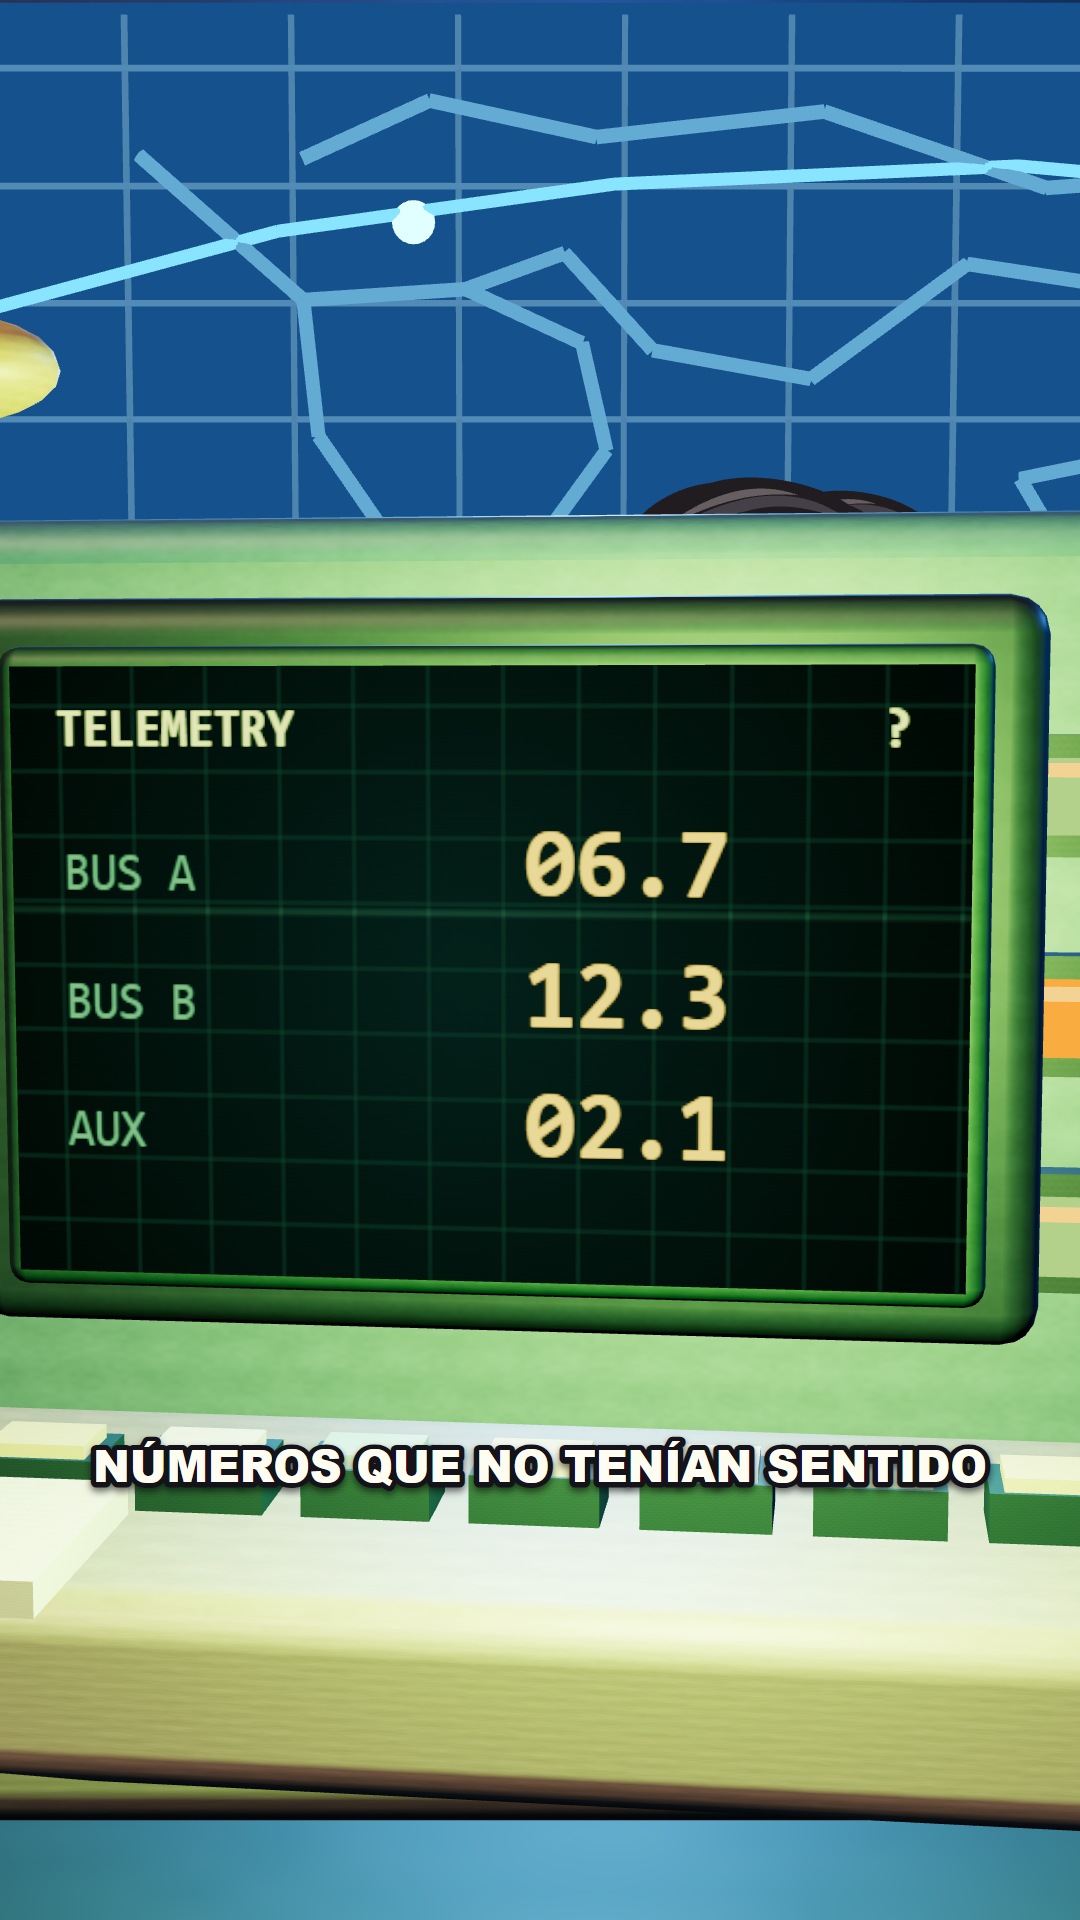 TELEMETRY ?
BUS A 06.7
BUS B 12.3
AUX 02.1
NÚMEROS QUE NO TENÍAN SENTIDO